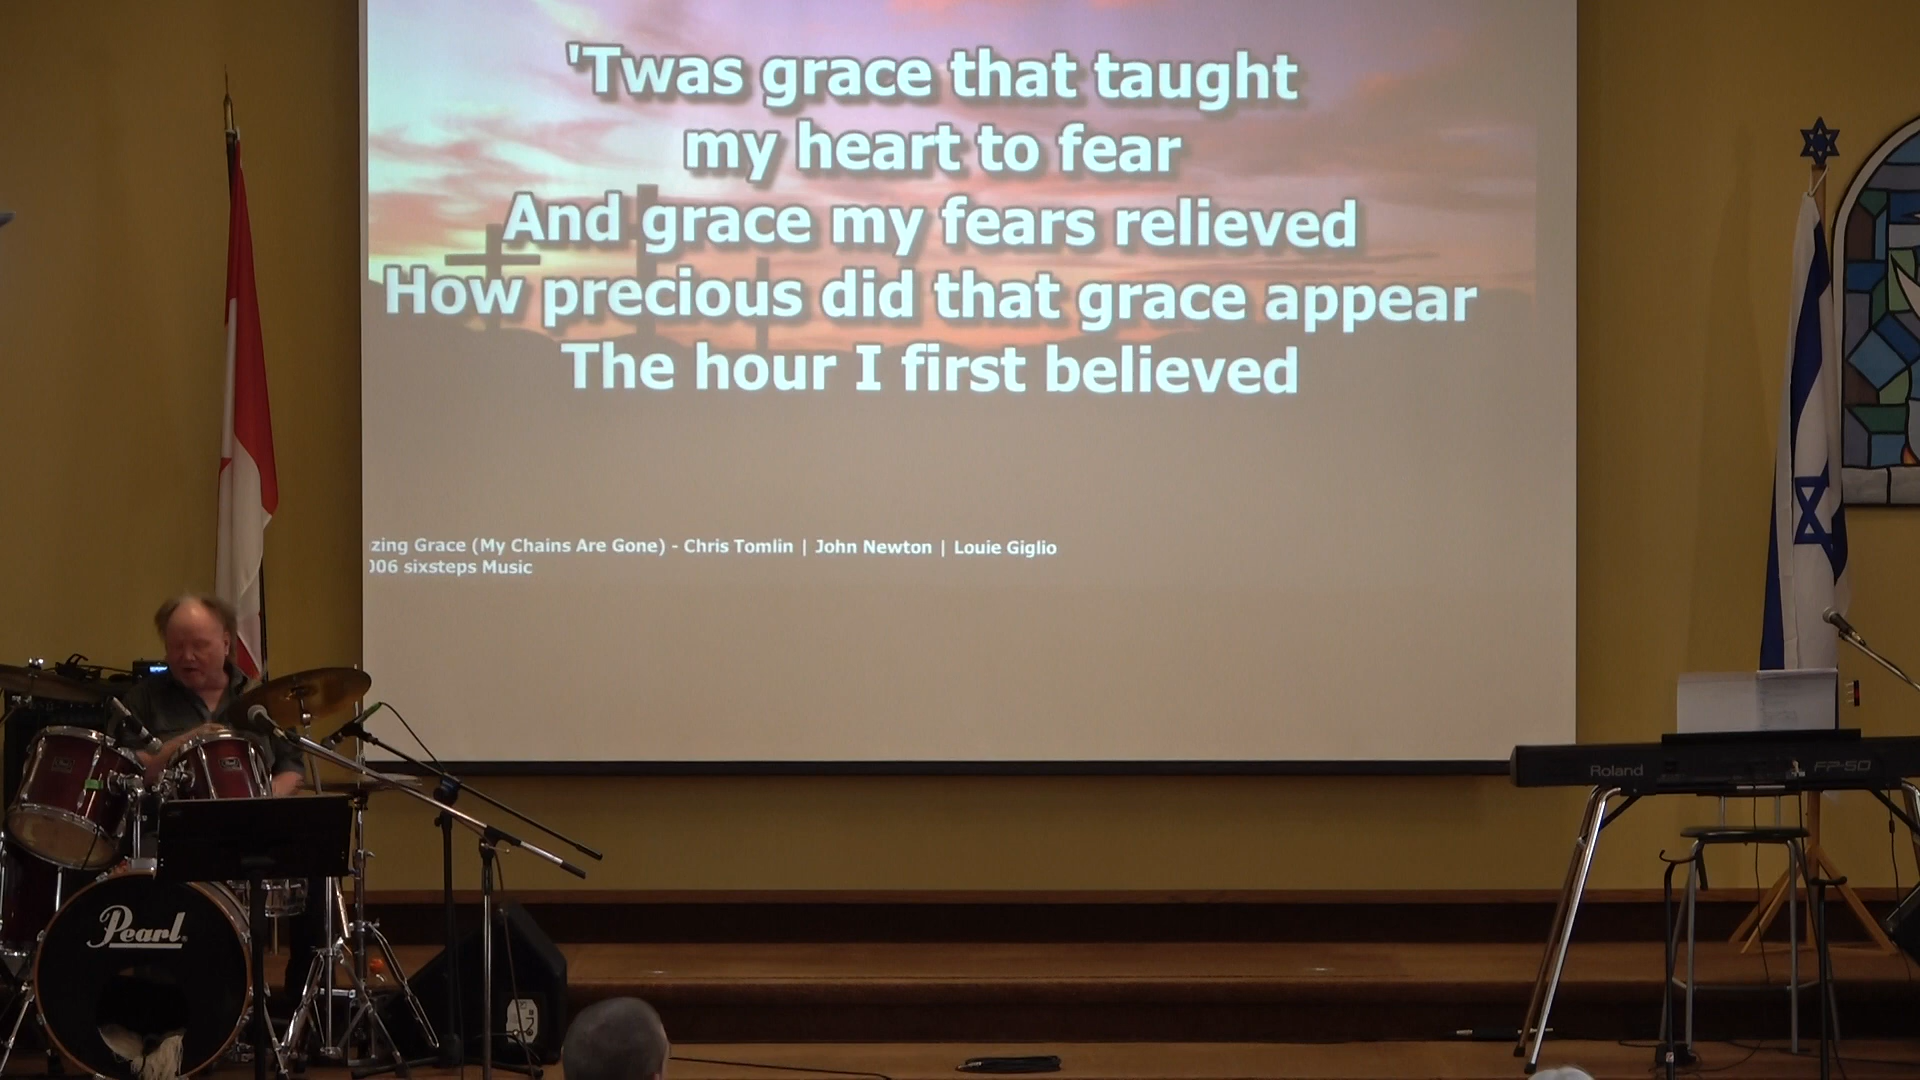 'Twas grace that taught
my heart to fear
And grace my fears relieved
How precious did that grace appear
The hour I first believed
zing Grace (My Chains Are Gone) - Chris Tomlin | John Newton | Louie Giglio
006 sixsteps Music
Roland FP-5D
Pearl